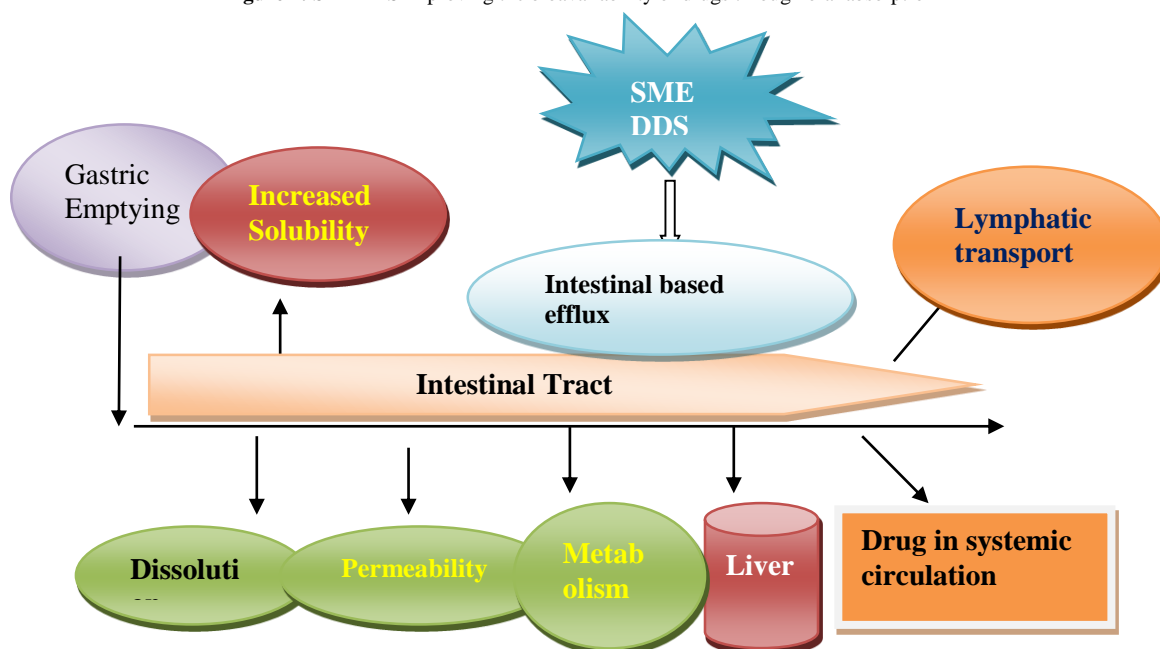 SME
DDS
Gastric
Emptying
Increased
Solubility
Lymphatic
transport
Intestinal based
efflux
Intestinal Tract
Dissoluti
Permeability
Metab
olism
Liver
Drug in systemic
circulation